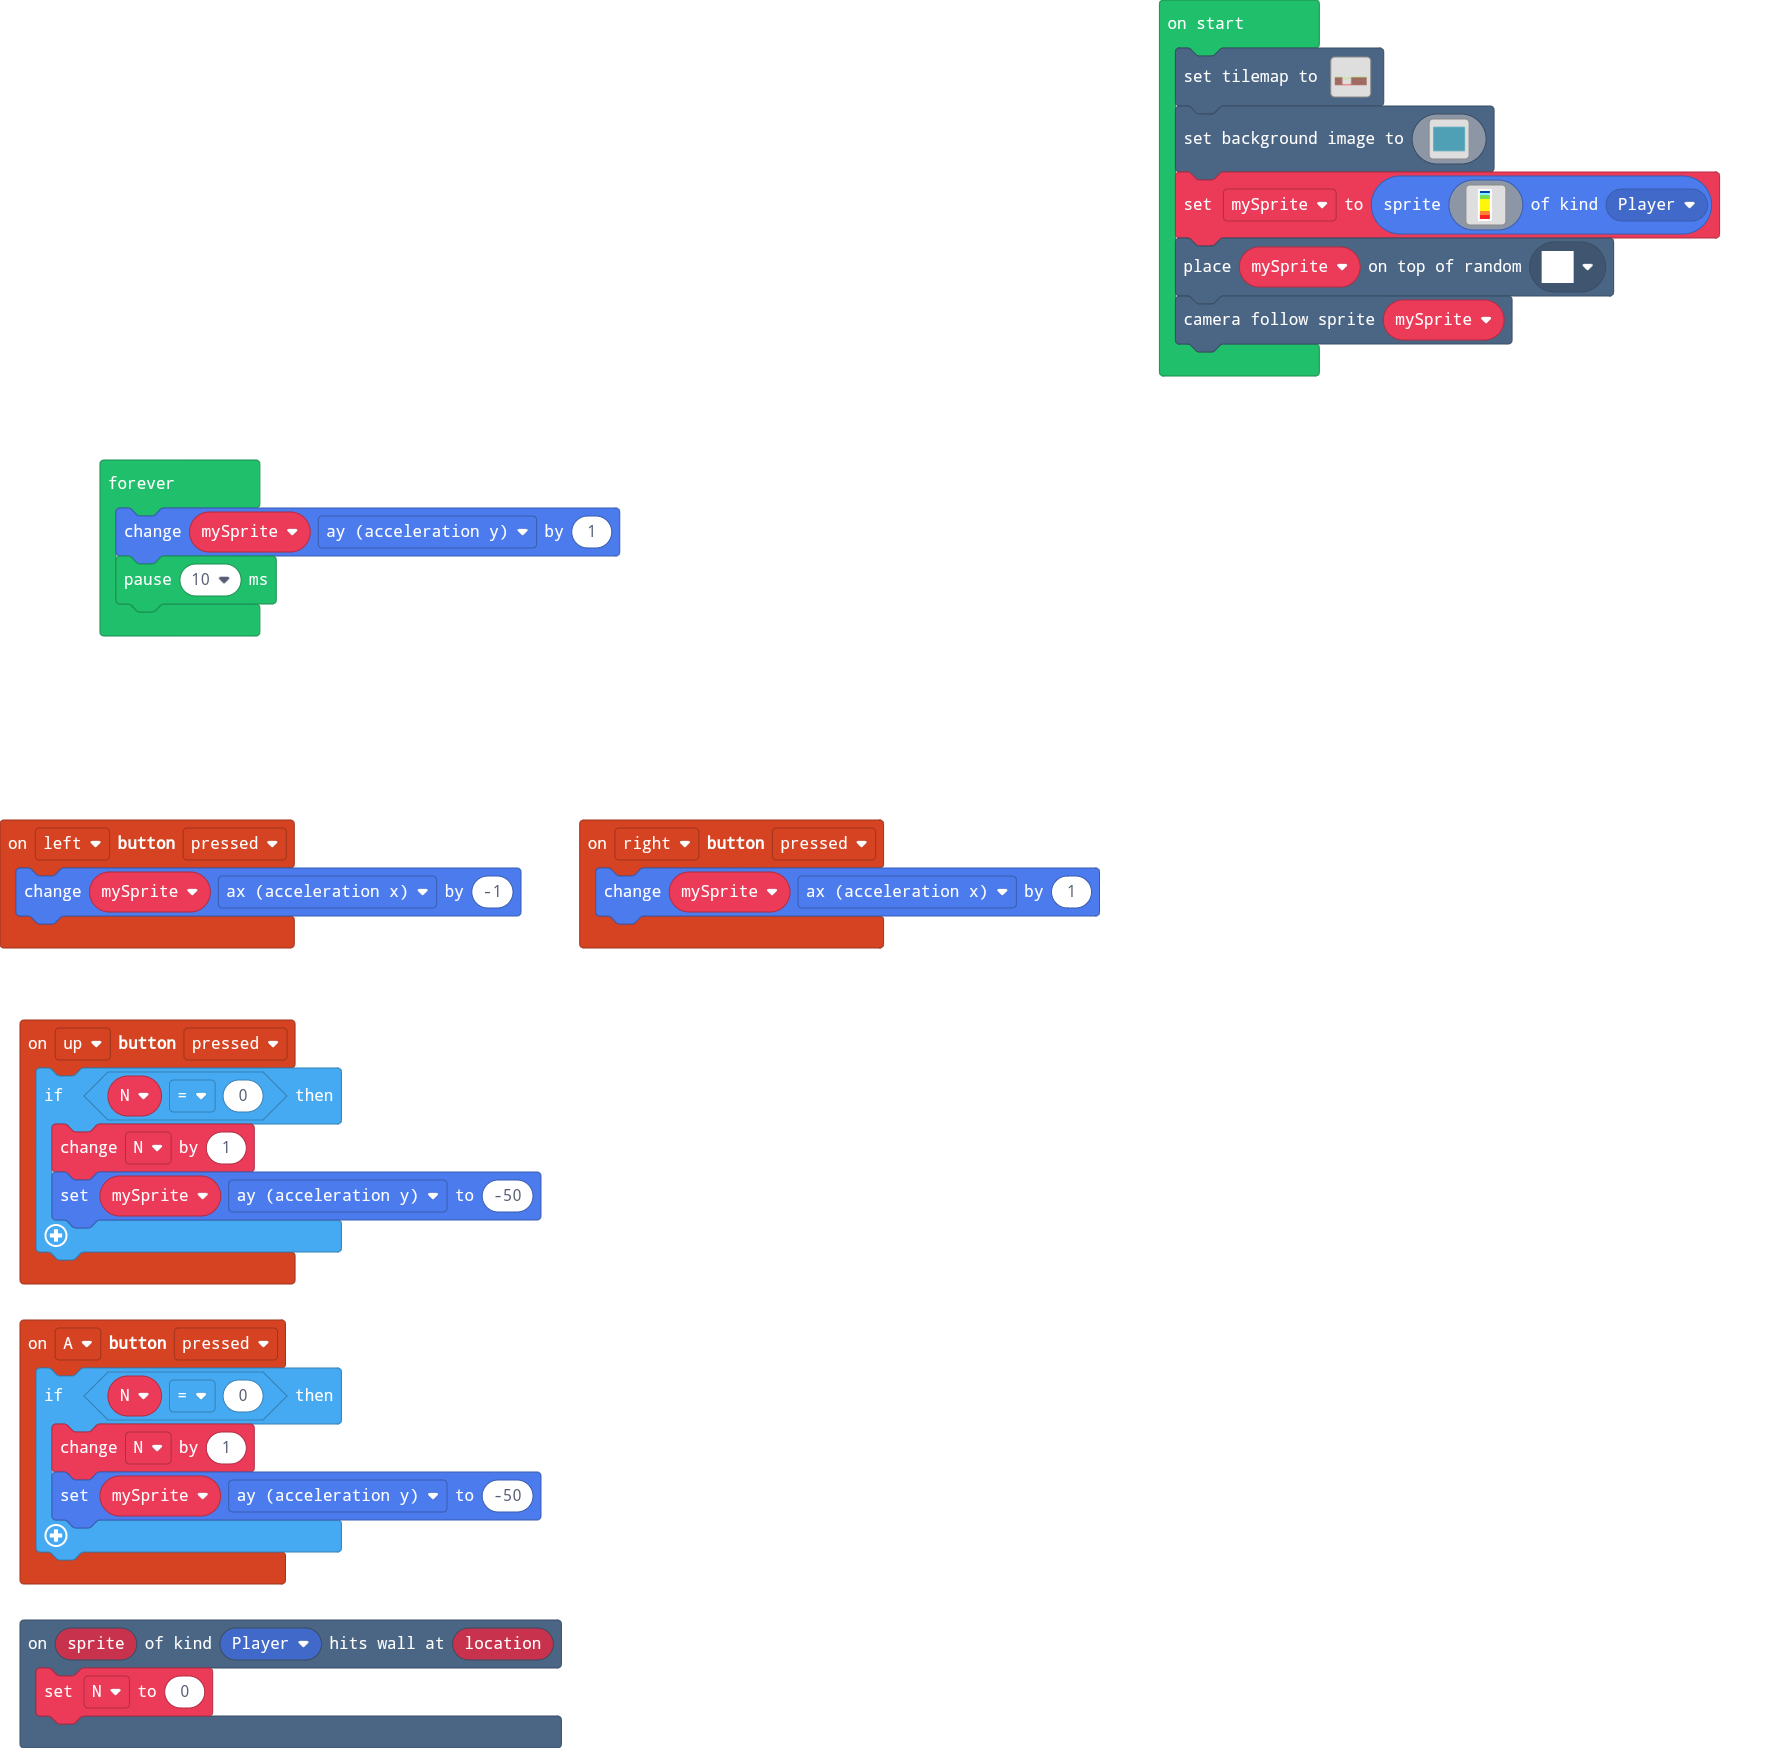 on start
set tilemap to
set background image to
set mySprite to sprite of kind Player
place mySprite on top of random
camera follow sprite mySprite
forever
change mySprite ay (acceleration y) by 1
pause 10 ms
on left button pressed
change mySprite ax (acceleration x) by -1
on right button pressed
change mySprite ax (acceleration x) by 1
on up button pressed
if N = 0 then
change N by 1
set mySprite ay (acceleration y) to -50
on A button pressed
if N = 0 then
change N by 1
set mySprite ay (acceleration y) to -50
on sprite of kind Player hits wall at location
set N to 0